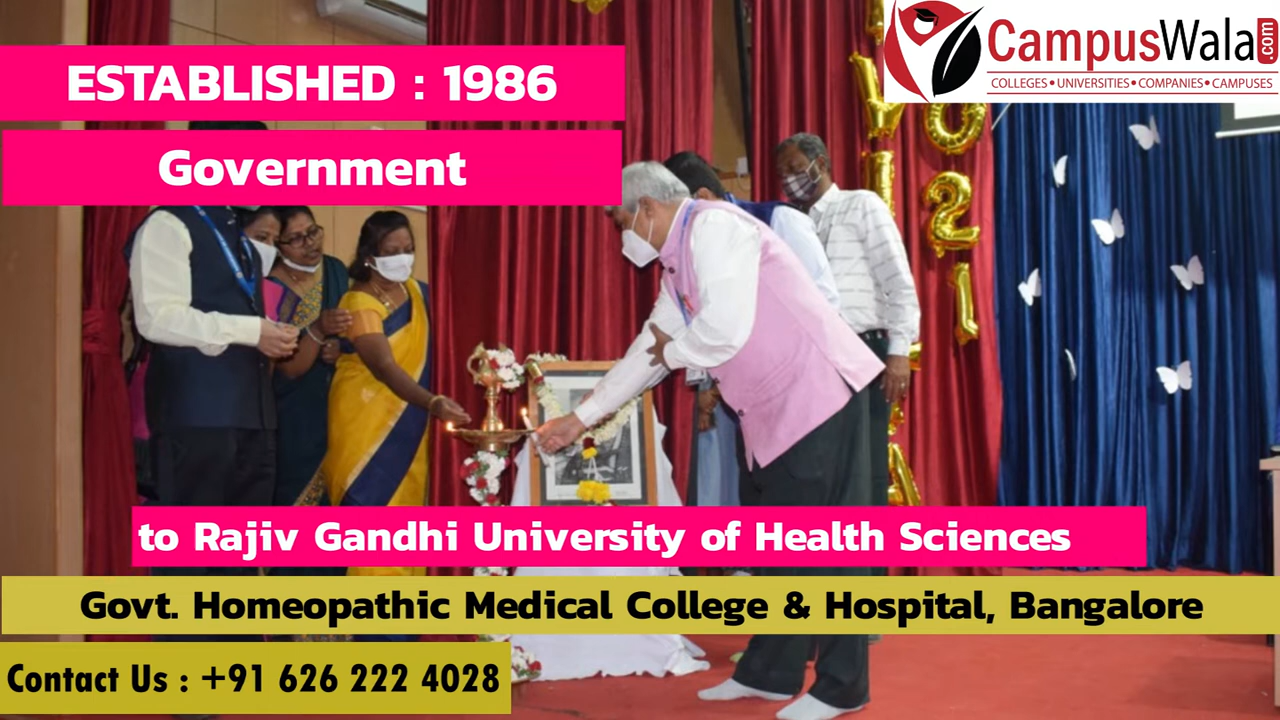 ESTABLISHED : 1986
Government
CampusWala.com
COLLEGES • UNIVERSITIES • COMPANIES • CAMPUSES
2021
to Rajiv Gandhi University of Health Sciences
Govt. Homeopathic Medical College & Hospital, Bangalore
Contact Us : +91 626 222 4028